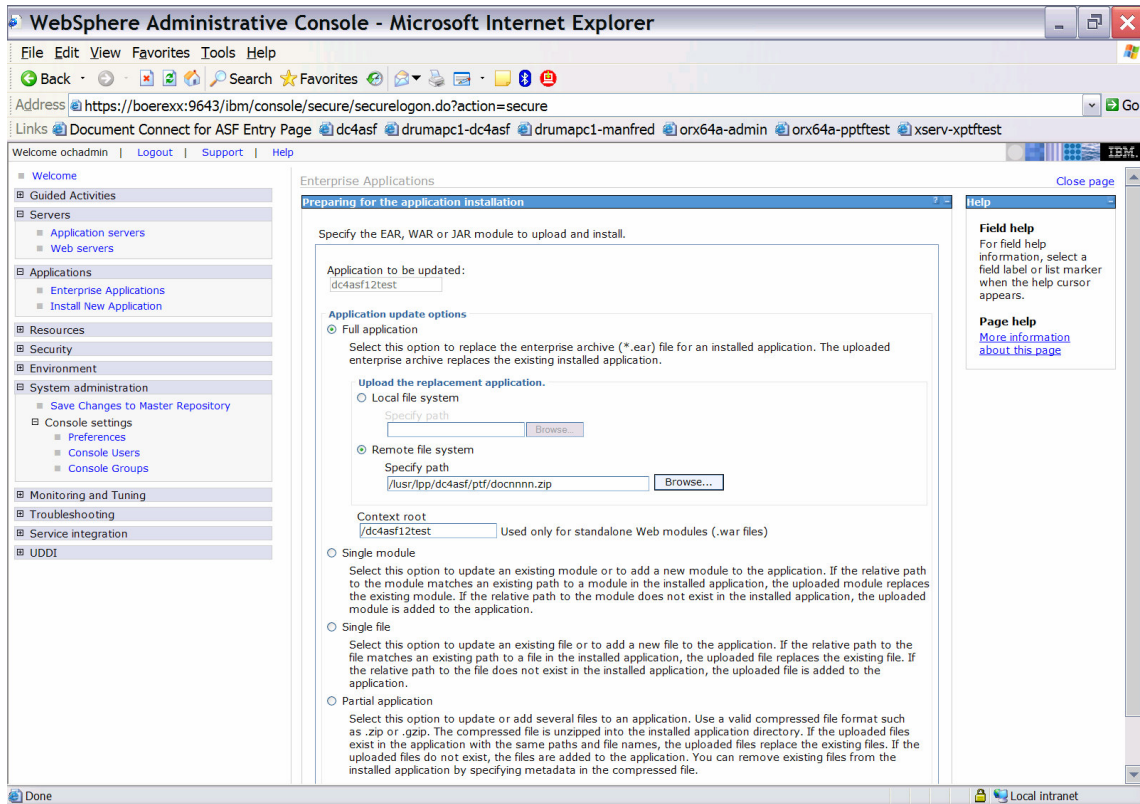 WebSphere Administrative Console - Microsoft Internet Explorer
File Edit View Favorites Tools Help
Back Search Favorites
Address https://boerexx:9643/ibm/console/secure/securelogon.do?action=secure Go
Links Document Connect for ASF Entry Page dc4asf drumapc1-dc4asf drumapc1-manfred orx64a-admin orx64a-pptftest xserv-xptftest
Welcome ochadmin | Logout | Support | Help IBM.
Welcome
Guided Activities
Servers
Application servers
Web servers
Applications
Enterprise Applications
Install New Application
Resources
Security
Environment
System administration
Save Changes to Master Repository
Console settings
Preferences
Console Users
Console Groups
Monitoring and Tuning
Troubleshooting
Service integration
UDDI
Enterprise Applications Close page
Preparing for the application installation ? -
Specify the EAR, WAR or JAR module to upload and install.
Application to be updated:
dc4asf12test
Application update options
Full application
Select this option to replace the enterprise archive (*.ear) file for an installed application. The uploaded
enterprise archive replaces the existing installed application.
Upload the replacement application.
Local file system
Specify path
Browse...
Remote file system
Specify path
/lusr/lpp/dc4asf/ptf/docnnnn.zip Browse...
Context root
/dc4asf12test Used only for standalone Web modules (.war files)
Single module
Select this option to update an existing module or to add a new module to the application. If the relative path
to the module matches an existing path to a module in the installed application, the uploaded module replaces
the existing module. If the relative path to the module does not exist in the installed application, the uploaded
module is added to the application.
Single file
Select this option to update an existing file or to add a new file to the application. If the relative path to the
file matches an existing path to a file in the installed application, the uploaded file replaces the existing file. If
the relative path to the file does not exist in the installed application, the uploaded file is added to the
application.
Partial application
Select this option to update or add several files to an application. Use a valid compressed file format such
as .zip or .gzip. The compressed file is unzipped into the installed application directory. If the uploaded files
exist in the application with the same paths and file names, the uploaded files replace the existing files. If the
uploaded files do not exist, the files are added to the application. You can remove existing files from the
installed application by specifying metadata in the compressed file.
Help -
Field help
For field help
information, select a
field label or list marker
when the help cursor
appears.
Page help
More information
about this page
Done Local intranet